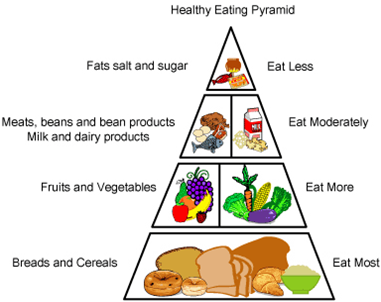 Healthy Eating Pyramid
Fats salt and sugar
Eat Less
Meats, beans and bean products
Milk and dairy products
Eat Moderately
MILK
Fruits and Vegetables
Eat More
Breads and Cereals
Eat Most